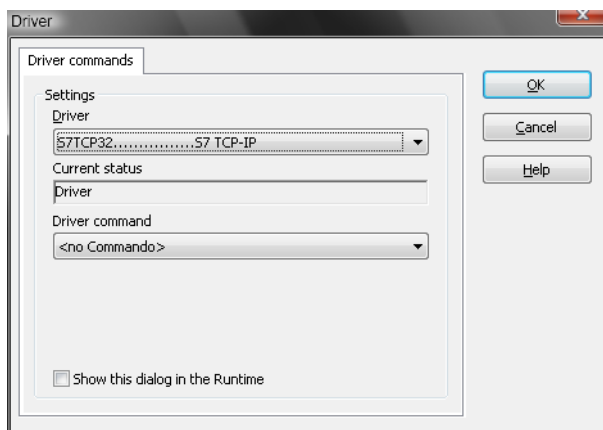 Driver
Driver commands
Settings
Driver
S7TCP32................S7 TCP-IP
Current status
Driver
Driver command
<no Commando>
Show this dialog in the Runtime
OK
Cancel
Help